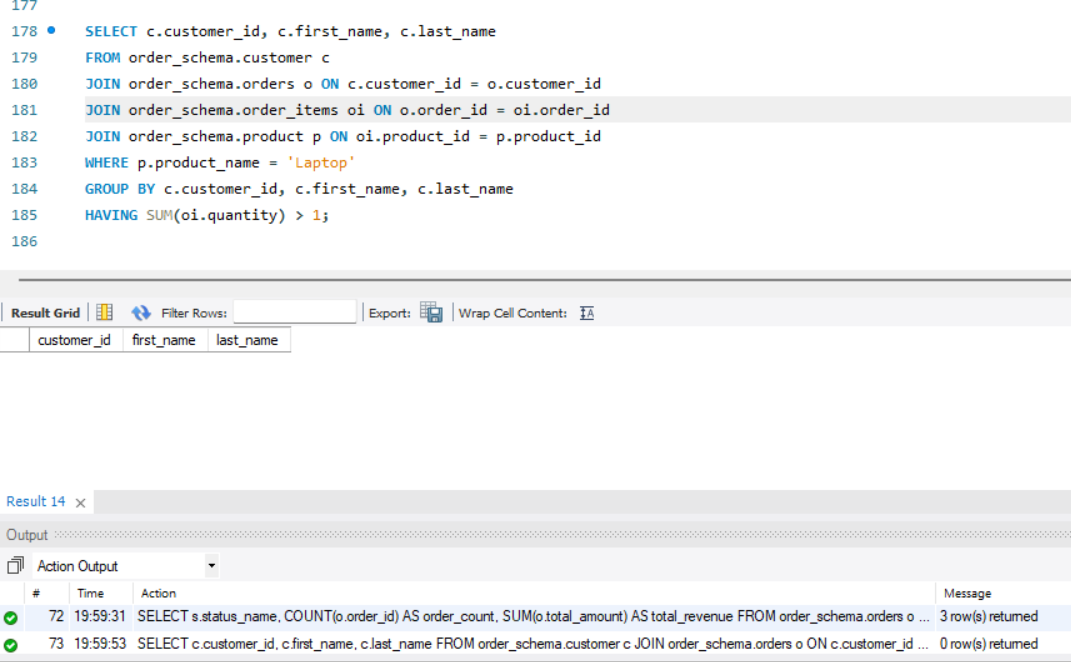 177
178 SELECT c.customer_id, c.first_name, c.last_name
179 FROM order_schema.customer c
180 JOIN order_schema.orders o ON c.customer_id = o.customer_id
181 JOIN order_schema.order_items oi ON o.order_id = oi.order_id
182 JOIN order_schema.product p ON oi.product_id = p.product_id
183 WHERE p.product_name = 'Laptop'
184 GROUP BY c.customer_id, c.first_name, c.last_name
185 HAVING SUM(oi.quantity) > 1;
186
Result Grid Filter Rows: Export: Wrap Cell Content:
customer_id first_name last_name
Result 14
Output
Action Output
# Time Action Message
72 19:59:31 SELECT s.status_name, COUNT(o.order_id) AS order_count, SUM(o.total_amount) AS total_revenue FROM order_schema.orders o ... 3 row(s) returned
73 19:59:53 SELECT c.customer_id, c.first_name, c.last_name FROM order_schema.customer c JOIN order_schema.orders o ON c.customer_id ... 0 row(s) returned